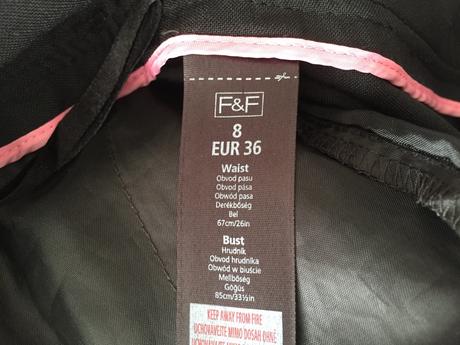 F&F
8
EUR 36
Waist
Obvod pasu
Obvod pása
Obwód pasa
Derékbőség
Bel
67cm/26in
Bust
Hrudník
Obvod hrudníka
Obwód w biuście
Mellbőség
Göğüs
85cm/33½in
KEEP AWAY FROM FIRE
UCHOVÁVEJTE MIMO DOSAH OHNĚ